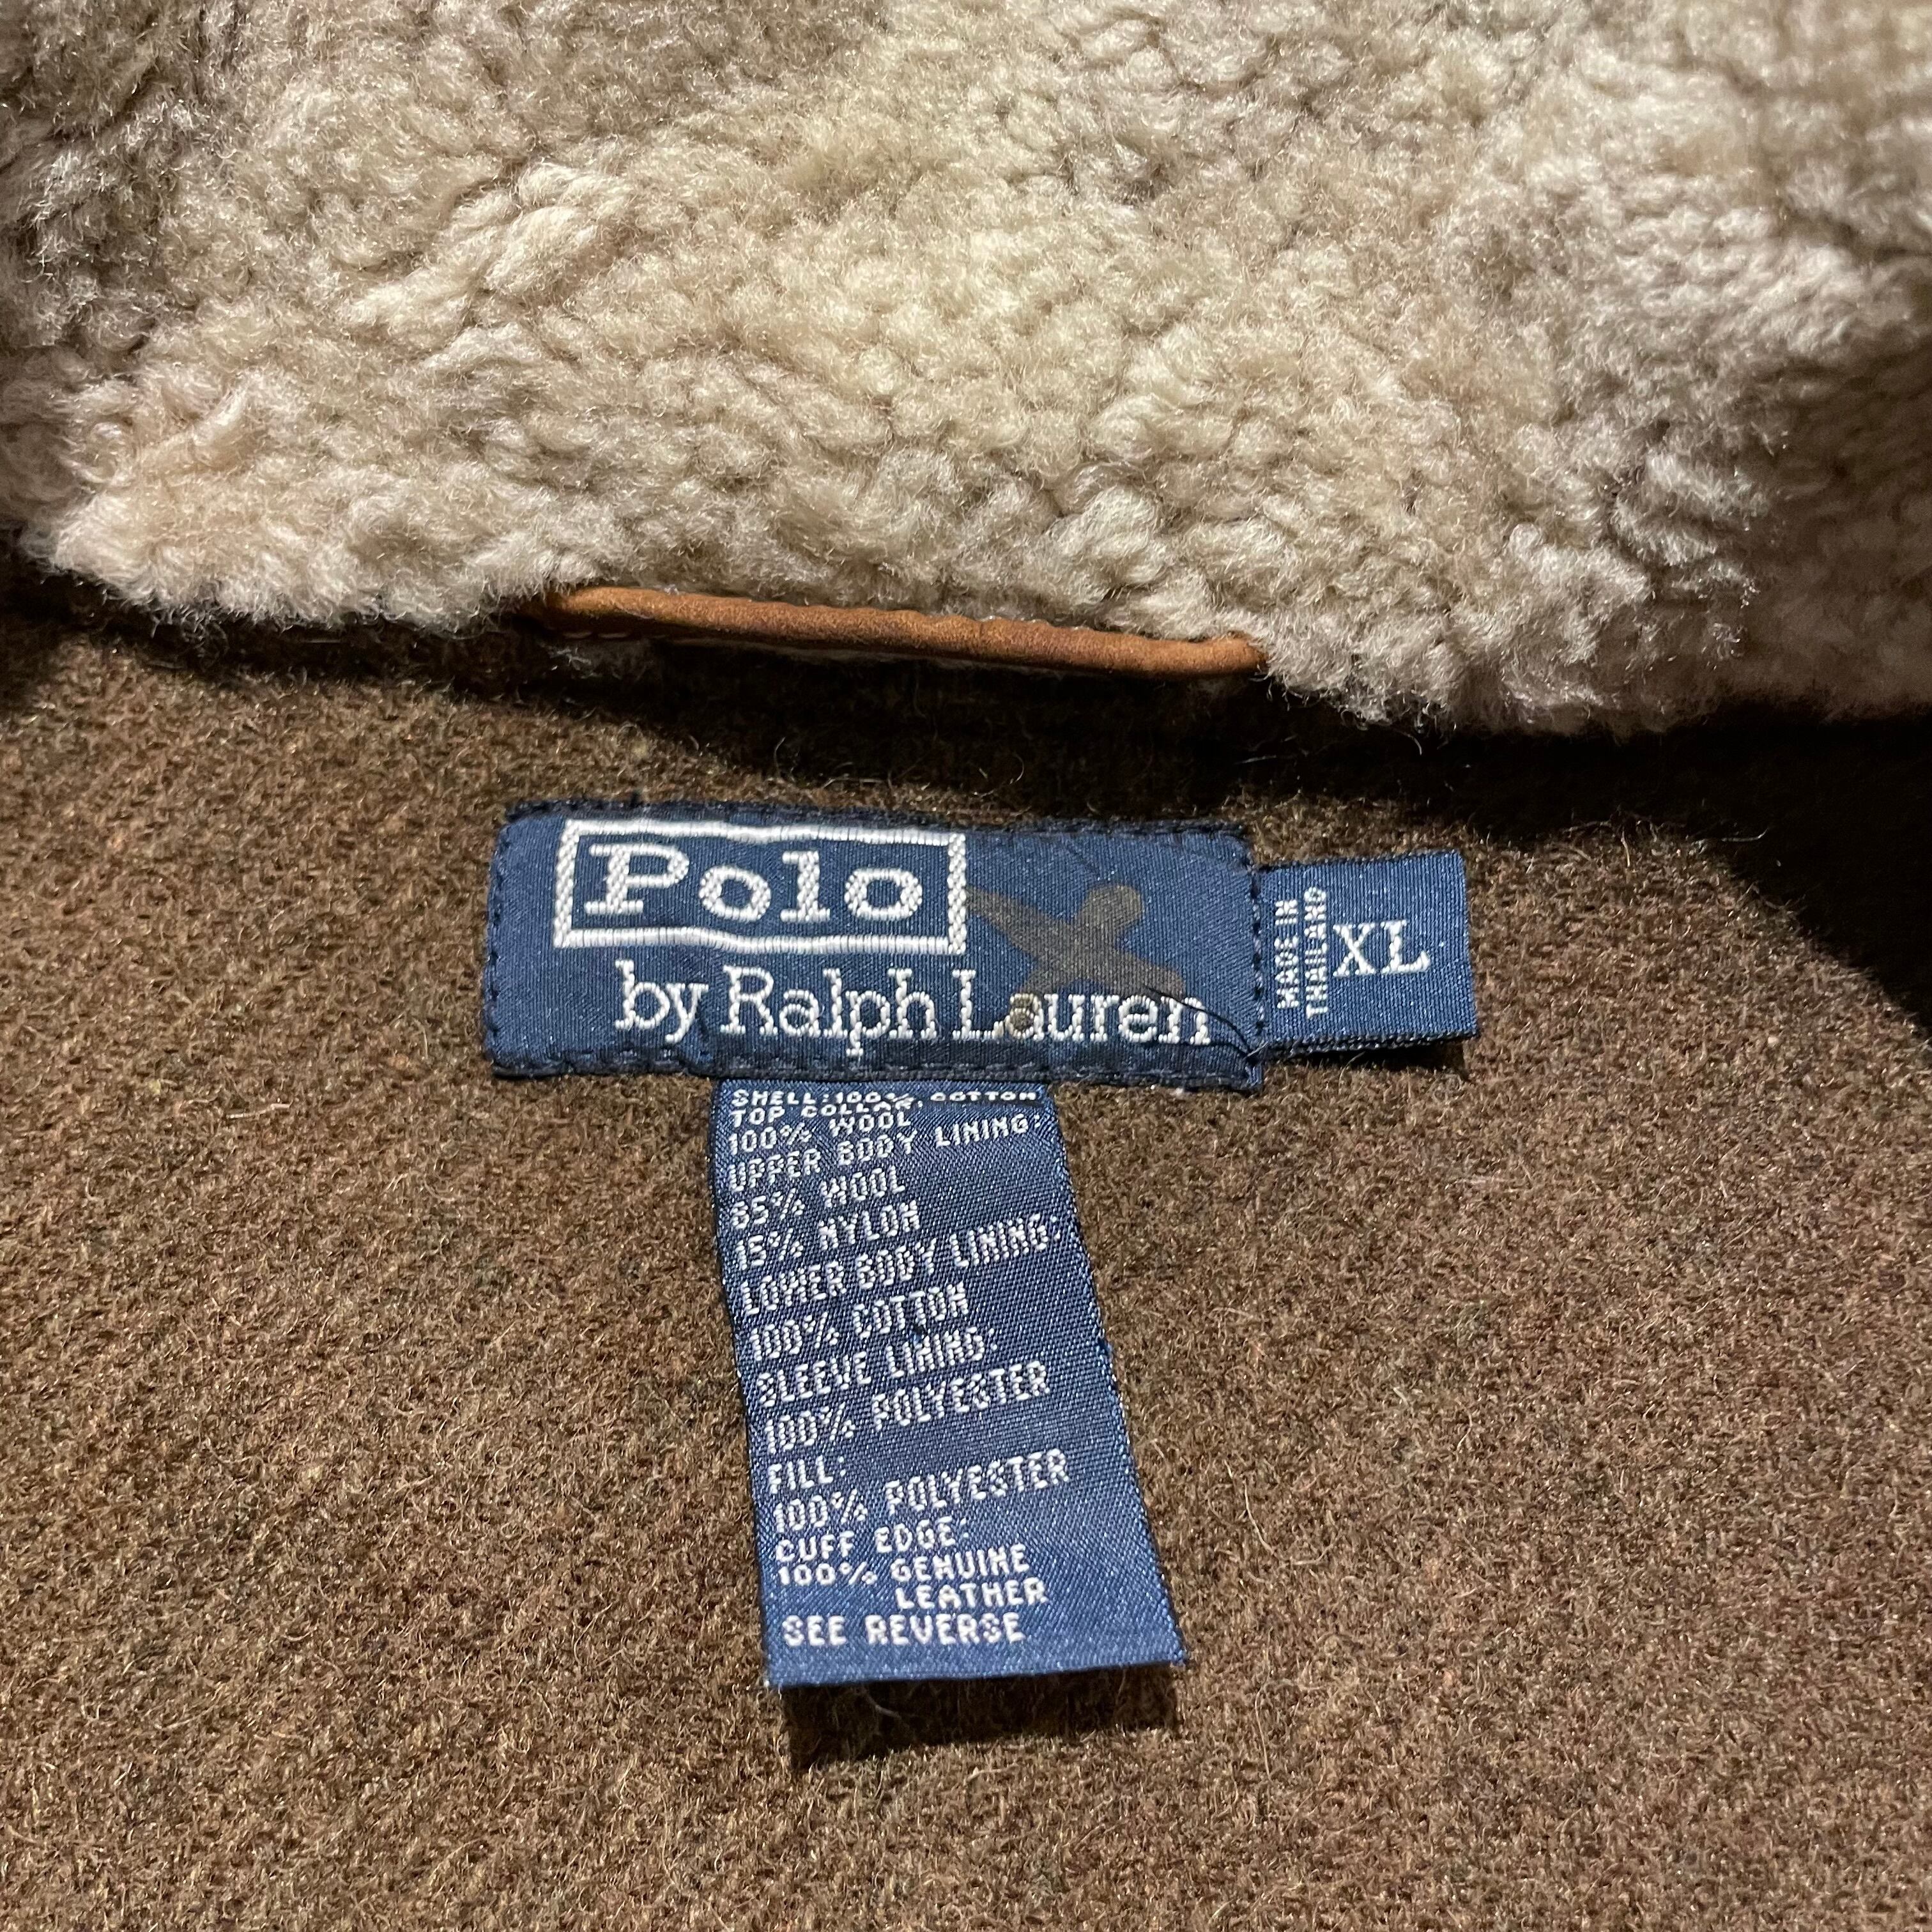 Polo
by Ralph Lauren
MADE IN
THAILAND
XL
SHELL:100% COTTON
TOP COLLAR:
100% WOOL
UPPER BODY LINING:
85% WOOL
15% NYLON
LOWER BODY LINING:
100% COTTON
SLEEVE LINING:
100% POLYESTER
FILL:
100% POLYESTER
CUFF EDGE:
100% GENUINE
LEATHER
SEE REVERSE